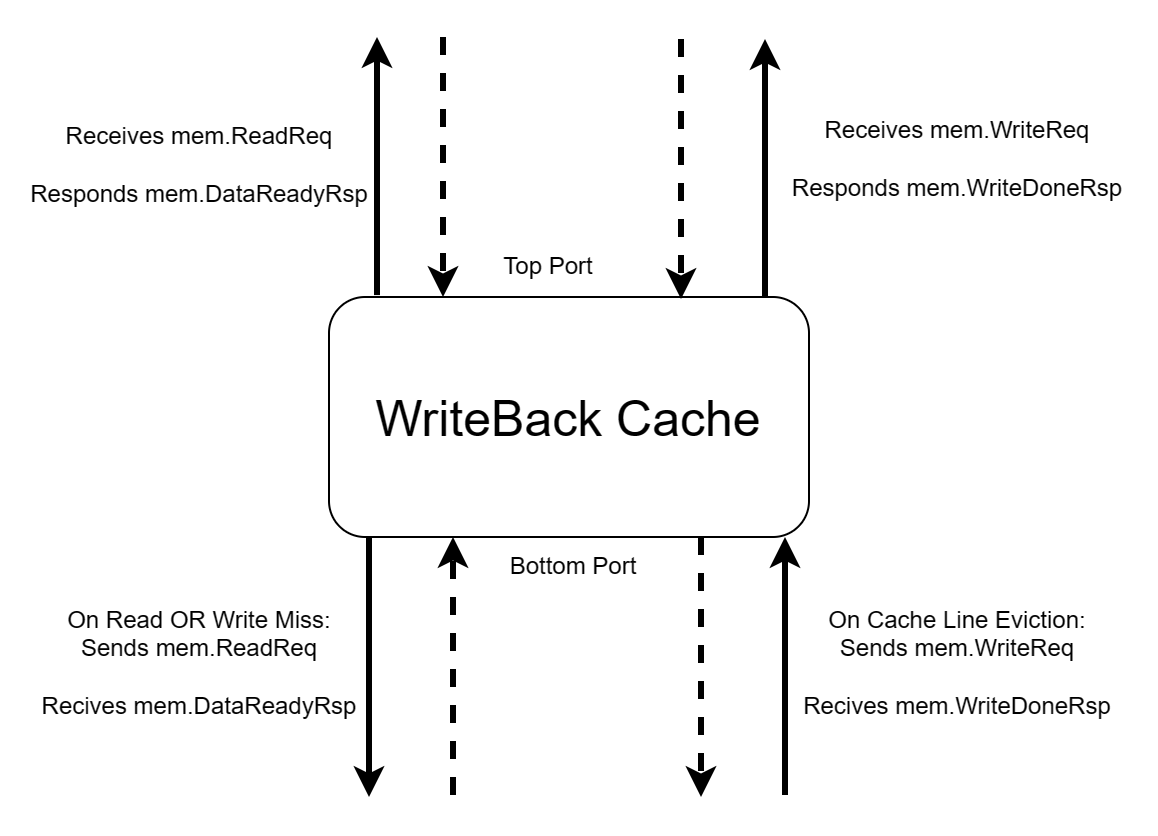 Receives mem.ReadReq
Responds mem.DataReadyRsp
Receives mem.WriteReq
Responds mem.WriteDoneRsp
Top Port
WriteBack Cache
Bottom Port
On Read OR Write Miss:
Sends mem.ReadReq
Recives mem.DataReadyRsp
On Cache Line Eviction:
Sends mem.WriteReq
Recives mem.WriteDoneRsp